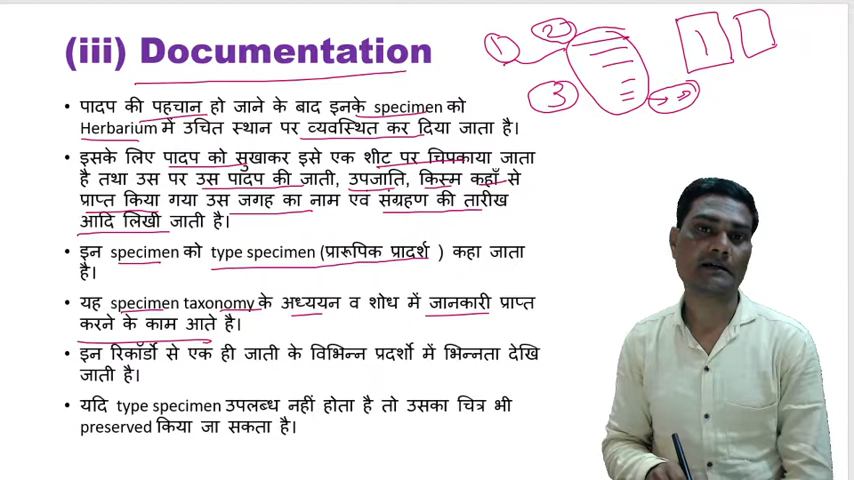 (iii) Documentation
• पादप की पहचान हो जाने के बाद इनके specimen को
Herbarium में उचित स्थान पर व्यवस्थित कर दिया जाता है।
• इसके लिए पादप को सुखाकर इसे एक शीट पर चिपकाया जाता
है तथा उस पर उस पादप की जाती, उपजाति, किस्म कहाँ से
प्राप्त किया गया उस जगह का नाम एवं संग्रहण की तारीख
आदि लिखी जाती है।
• इन specimen को type specimen (प्रारूपिक प्रादर्श ) कहा जाता
है।
• यह specimen taxonomy के अध्ययन व शोध में जानकारी प्राप्त
करने के काम आते है।
• इन रिकॉर्डो से एक ही जाती के विभिन्न प्रदर्शो में भिन्नता देखि
जाती है।
• यदि type specimen उपलब्ध नहीं होता है तो उसका चित्र भी
preserved किया जा सकता है।
1
2
3
1